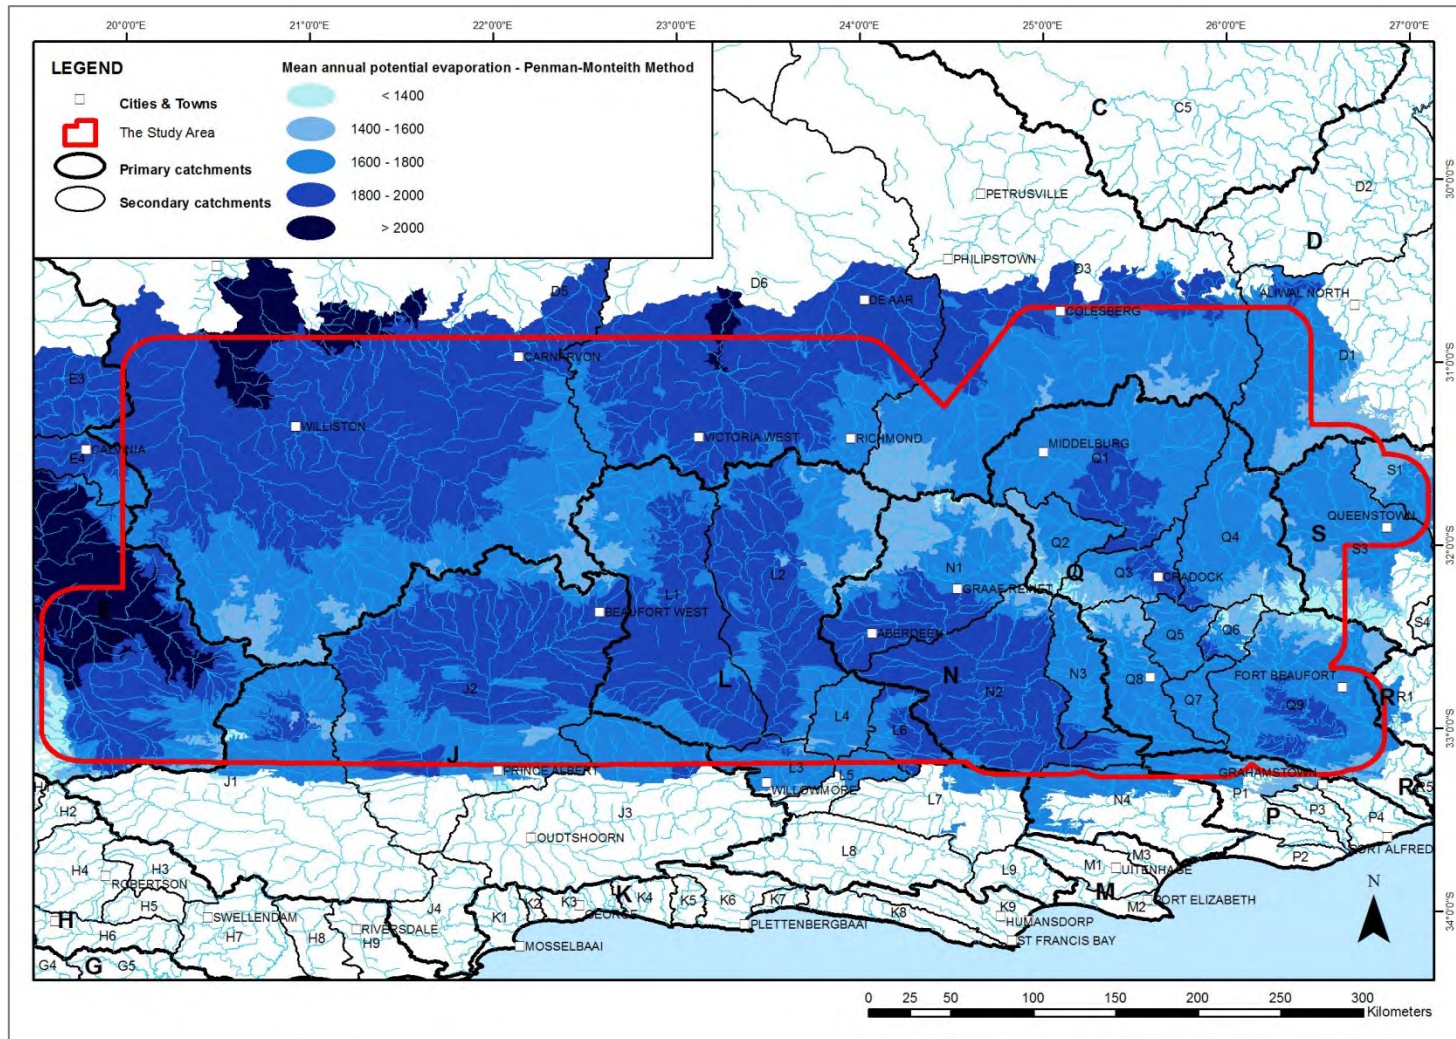 20°0'0"E 21°0'0"E 22°0'0"E 23°0'0"E 24°0'0"E 25°0'0"E 26°0'0"E 27°0'0"E
LEGEND
Cities & Towns
The Study Area
Primary catchments
Secondary catchments
Mean annual potential evaporation - Penman-Monteith Method
< 1400
1400 - 1600
1600 - 1800
1800 - 2000
> 2000
C
C5
D2
30°0'0"S
PETRUSVILLE
D
PHILIPSTOWN
D3
D6
D5
DE AAR
ALIWAL NORTH
COLESBERG
E3
CARNARVON
D1
31°0'0"S
WILLISTON
VICTORIA WEST
RICHMOND
MIDDELBURG
Q1
CALVINIA
E4
S1
QUEENSTOWN
S
S3
32°0'0"S
Q2
Q4
N1
Q
Q3
CRADOCK
L2
L1
GRAAF REINET
E
BEAUFORT WEST
ABERDEEN
Q5
Q6
S4
J2
L
N
N2
N3
Q8
FORT BEAUFORT
Q7
Q9
R
R1
L4
L6
33°0'0"S
J
PRINCE ALBERT
J1
L3
L5
WILLOWMORE
GRAHAMSTOWN
H1
H2
J3
L7
N4
P1
P3
P
P4
R
R5
OUDTSHOORN
PORT ALFRED
P2
H4
H3
ROBERTSON
L8
L9
M1
M3
UITENHAGE
M
M2
PORT ELIZABETH
H
H5
H6
SWELLENDAM
H7
H8
RIVERSDALE
H9
J4
K1
K2
K3
GEORGE
K
K4
K5
K6
K7
PLETTENBERGBAAI
K8
K9
HUMANSDORP
ST FRANCIS BAY
34°0'0"S
MOSSELBAAI
G4
G
G5
N
0 25 50 100 150 200 250 300
Kilometers